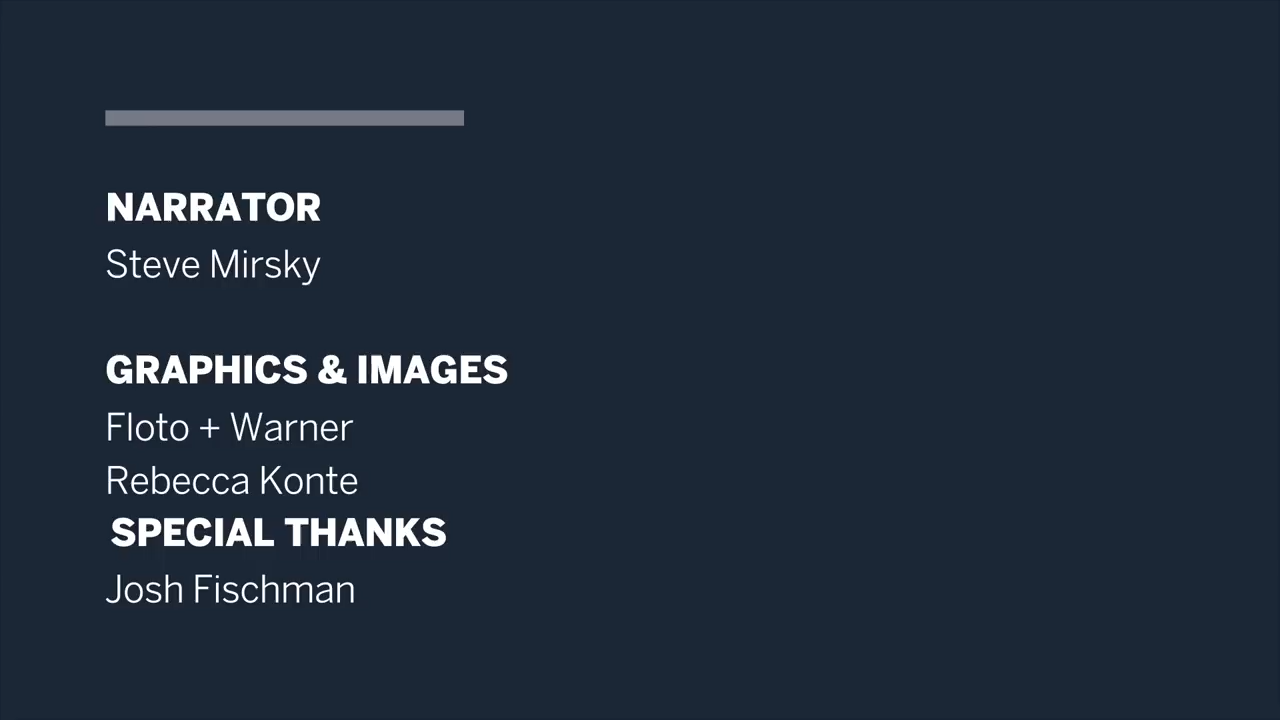 NARRATOR
Steve Mirsky
GRAPHICS & IMAGES
Floto + Warner
Rebecca Konte
SPECIAL THANKS
Josh Fischman